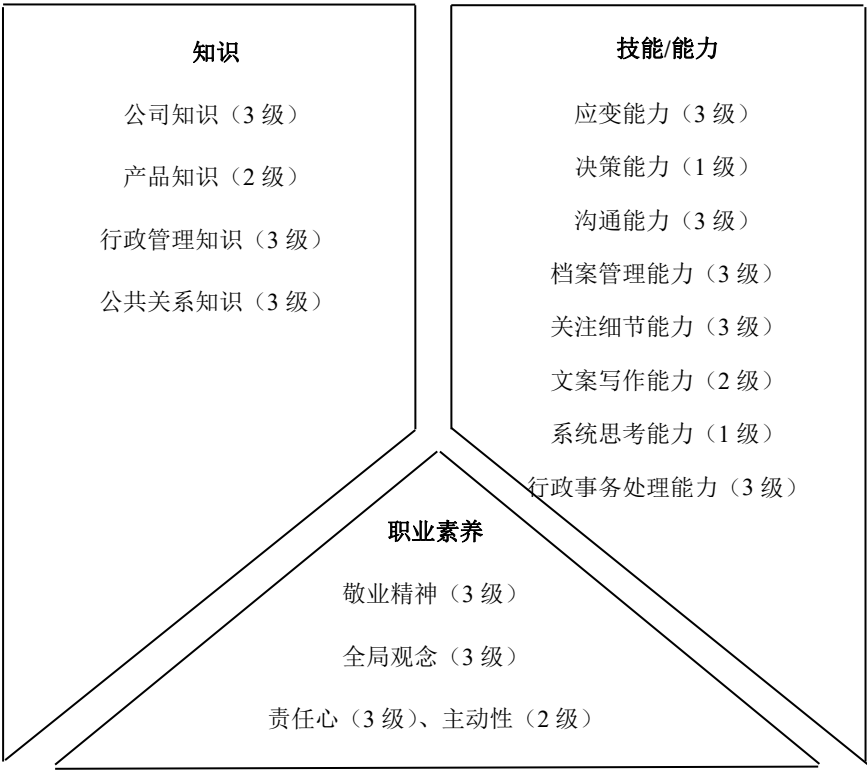 知识
公司知识（3 级）
产品知识（2 级）
行政管理知识（3 级）
公共关系知识（3 级）
技能/能力
应变能力（3 级）
决策能力（1 级）
沟通能力（3 级）
档案管理能力（3 级）
关注细节能力（3 级）
文案写作能力（2 级）
系统思考能力（1 级）
行政事务处理能力（3 级）
职业素养
敬业精神（3 级）
全局观念（3 级）
责任心（3 级）、主动性（2 级）